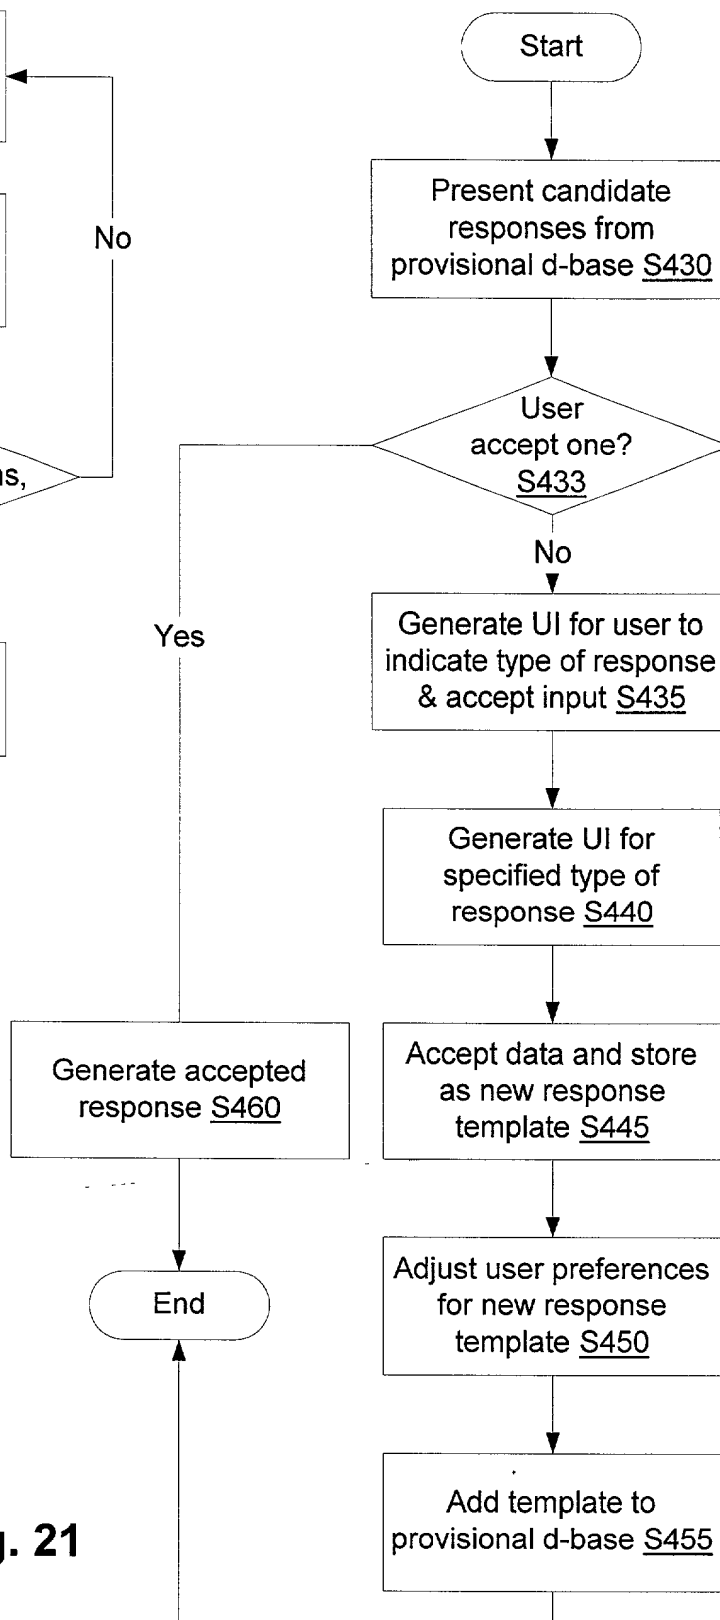 Start
Present candidate
responses from
provisional d-base S430
No
User
accept one?
S433
No
Yes
Generate UI for user to
indicate type of response
& accept input S435
Generate UI for
specified type of
response S440
Generate accepted
response S460
Accept data and store
as new response
template S445
End
Adjust user preferences
for new response
template S450
Add template to
provisional d-base S455
21